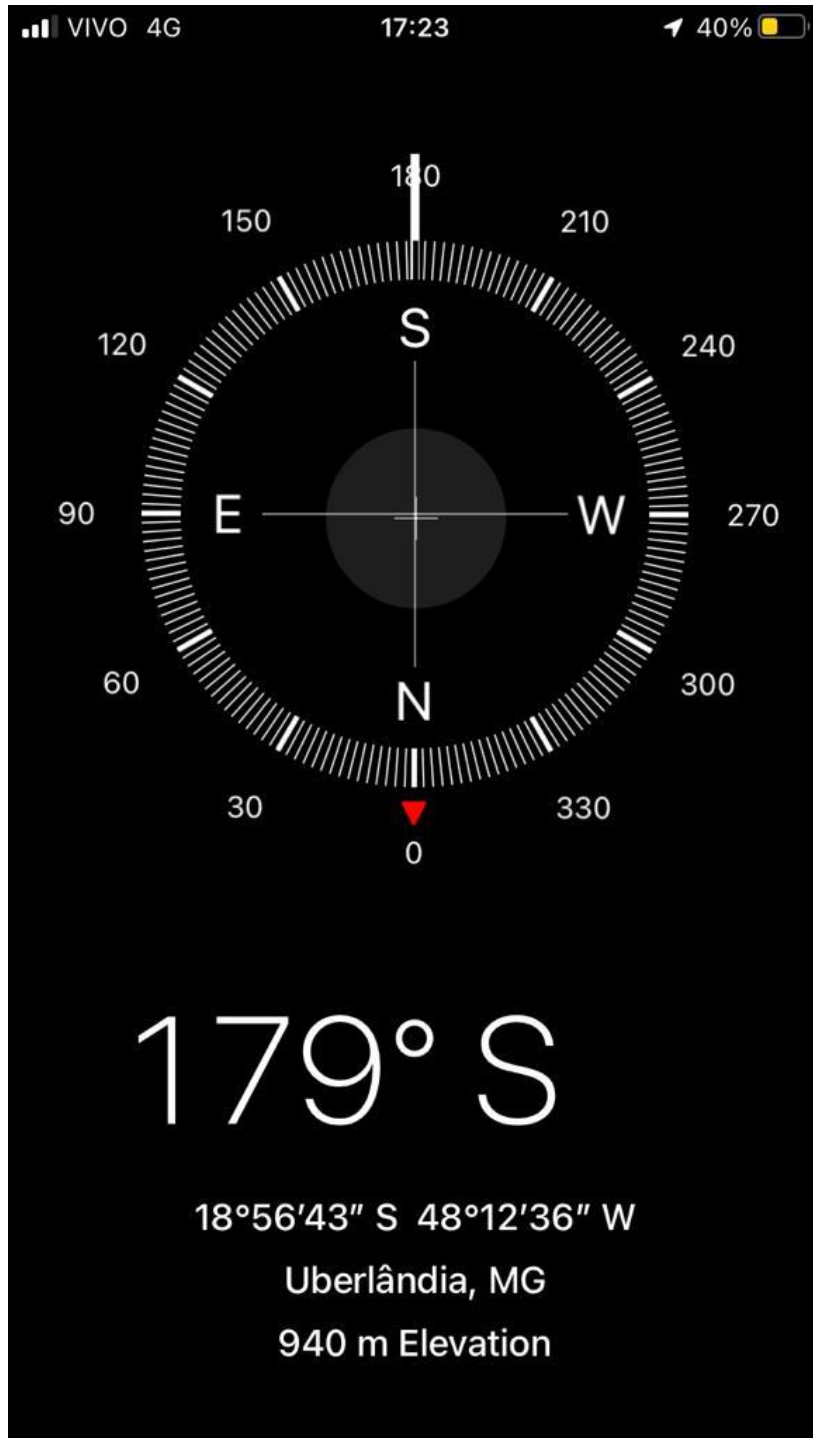 VIVO 4G 17:23 40%
180
150 210
120 S 240
90 E W 270
60 N 300
30 330
0
179° S
18°56′43″ S 48°12′36″ W
Uberlândia, MG
940 m Elevation